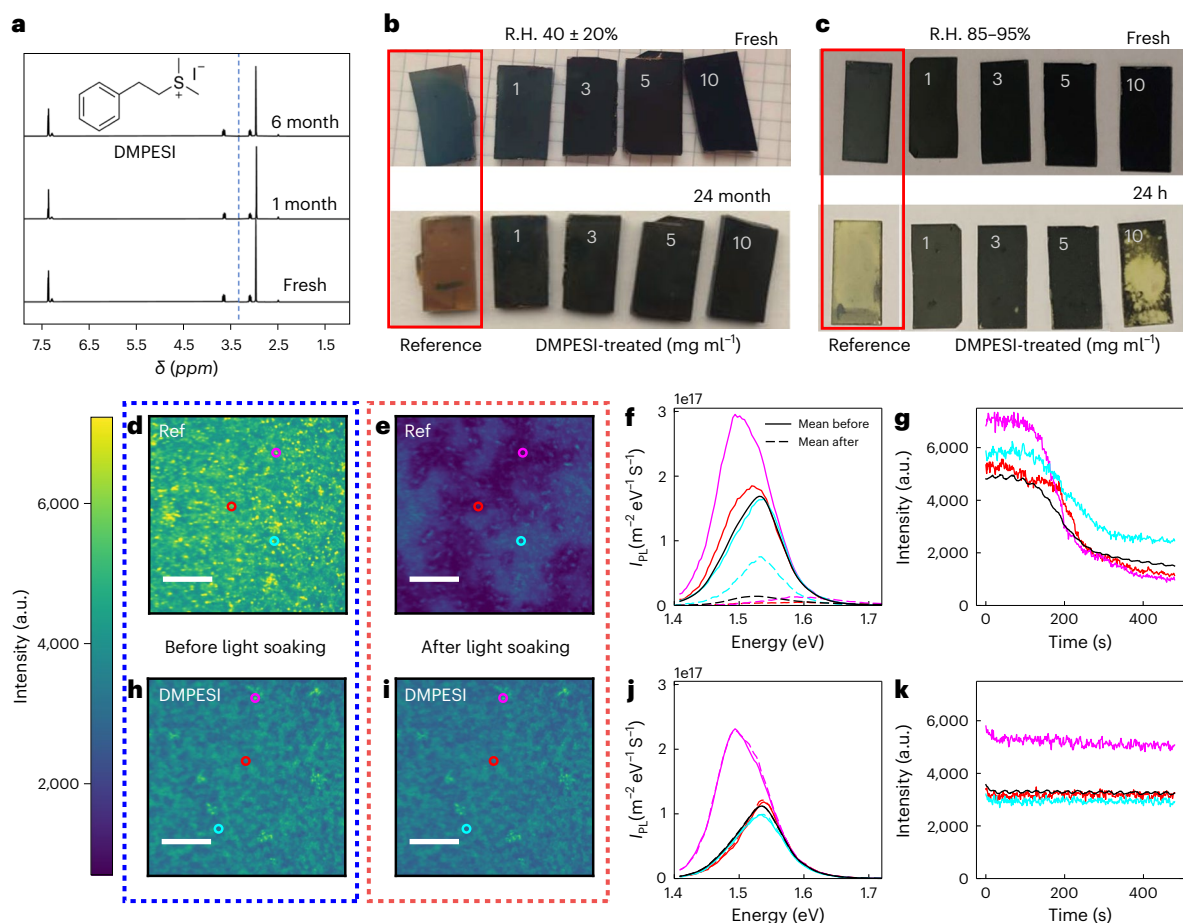 a
S
+
I⁻
DMPESI
6 month
1 month
Fresh
7.5 6.5 5.5 4.5 3.5 2.5 1.5
δ (ppm)
b
R.H. 40 ± 20%
Fresh
1 3 5 10
24 month
1 3 5 10
Reference
DMPESI-treated (mg ml⁻¹)
c
R.H. 85–95%
Fresh
1 3 5 10
24 h
1 3 5 10
Reference
DMPESI-treated (mg ml⁻¹)
Intensity (a.u.)
6,000
4,000
2,000
d
Ref
Before light soaking
e
Ref
After light soaking
f
1e17
Mean before
Mean after
3
2
1
0
I_PL (m⁻² eV⁻¹ S⁻¹)
1.4 1.5 1.6 1.7
Energy (eV)
g
6,000
4,000
2,000
0
Intensity (a.u.)
0 200 400
Time (s)
h
DMPESI
i
DMPESI
j
1e17
3
2
1
0
I_PL (m⁻² eV⁻¹ S⁻¹)
1.4 1.5 1.6 1.7
Energy (eV)
k
6,000
4,000
2,000
0
Intensity (a.u.)
0 200 400
Time (s)